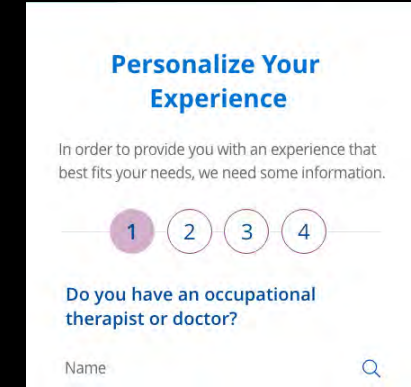 Personalize Your
Experience
In order to provide you with an experience that
best fits your needs, we need some information.
1 2 3 4
Do you have an occupational
therapist or doctor?
Name